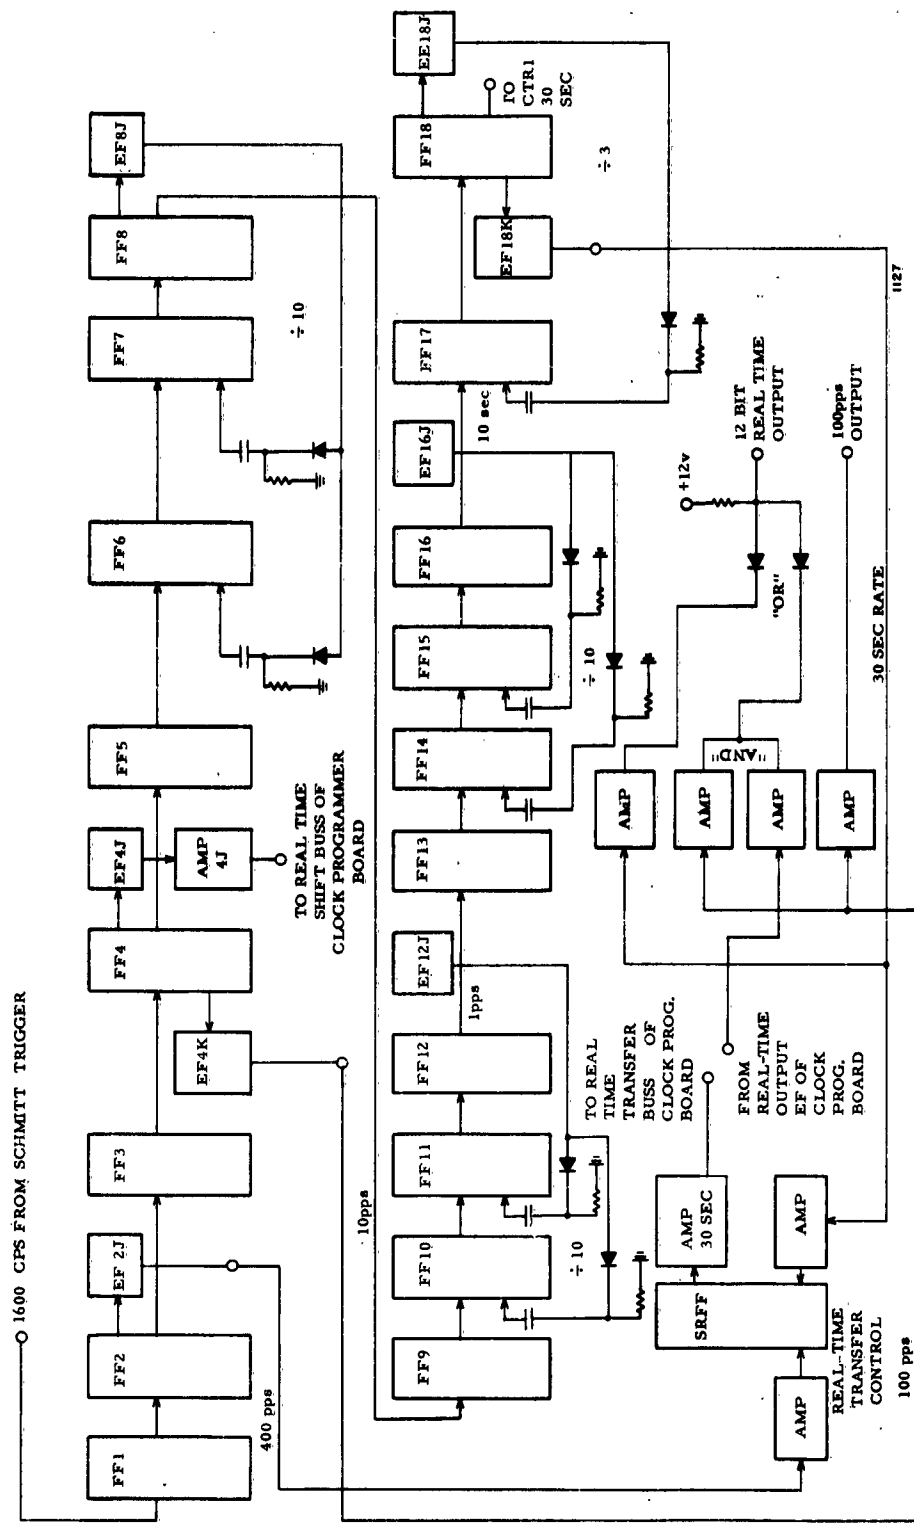 1600 CPS FROM SCHMITT TRIGGER
FF1
FF2
EF 2J
FF3
FF4
EF4J
EF4K
AMP
4J
FF5
FF6
FF7
FF8
EF8J
÷ 10
400 pps
TO REAL TIME
SHIFT BUSS OF
CLOCK PROGRAMMER
BOARD
10pps
FF9
FF10
FF11
FF12
EF12J
÷ 10
1pps
FF13
FF14
FF15
FF16
EF16J
÷ 10
10 sec
FF17
FF18
EE18J
EF18K
TO
CTR1
30
SEC
÷ 3
TO REAL
TIME
TRANSFER
BUSS OF
CLOCK PROG.
BOARD
FROM
REAL-TIME
OUTPUT
EF OF
CLOCK
PROG.
BOARD
AMP
AMP
AMP
AMP
"AND"
"OR"
+12v
12 BIT
REAL TIME
OUTPUT
100pps
OUTPUT
30 SEC RATE
AMP
SRFF
AMP
30 SEC
AMP
REAL-TIME
TRANSFER
CONTROL
100 pps
1127